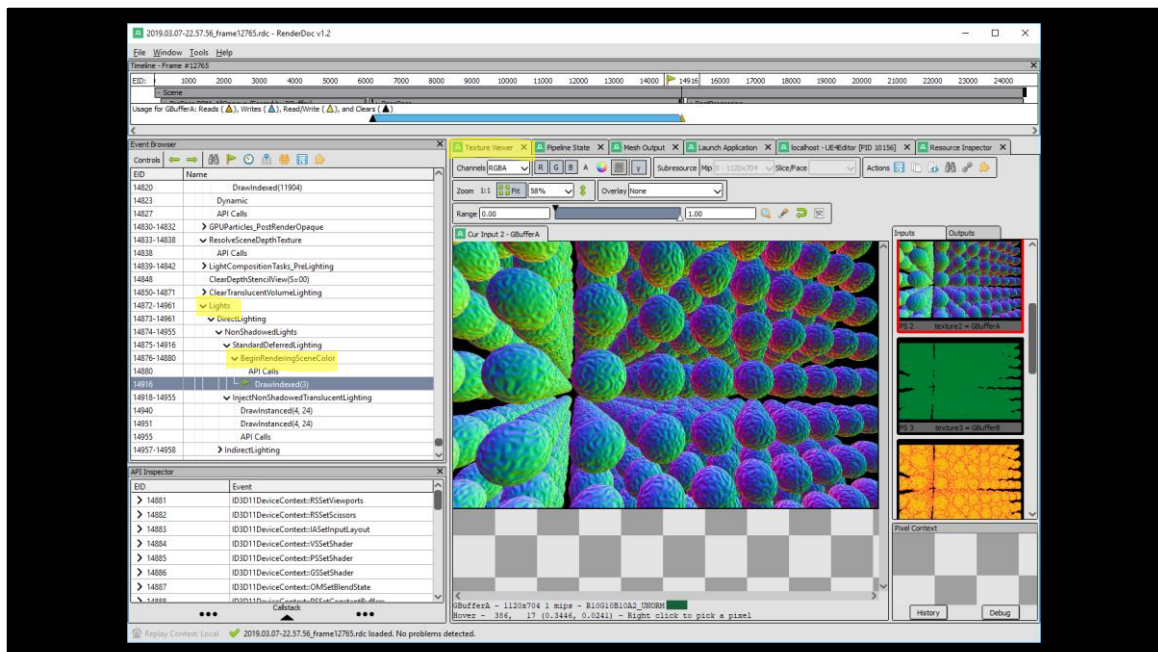 2019.03.07-22.57.56_frame12765.rdc - RenderDoc v1.2
File Window Tools Help
Timeline - Frame #12765
EID: 1000 2000 3000 4000 5000 6000 7000 8000 9000 10000 11000 12000 13000 14000 14916 16000 17000 18000 19000 20000 21000 22000 23000 24000
- Scene
Usage for GBufferA: Reads ( ), Writes ( ), Read/Write ( ), and Clears ( )
Event Browser
Controls
EID Name
14820 DrawIndexed(11904)
14823 Dynamic
14827 API Calls
14830-14832 GPUParticles_PostRenderOpaque
14833-14838 ResolveSceneDepthTexture
14838 API Calls
14839-14842 LightCompositionTasks_PreLighting
14848 ClearDepthStencilView(S=00)
14850-14871 ClearTranslucentVolumeLighting
14872-14961 Lights
14873-14961 DirectLighting
14874-14955 NonShadowedLights
14875-14916 StandardDeferredLighting
14876-14880 BeginRenderingSceneColor
14880 API Calls
14916 DrawIndexed(3)
14918-14955 InjectNonShadowedTranslucentLighting
14940 DrawInstanced(4, 24)
14951 DrawInstanced(4, 24)
14955 API Calls
14957-14958 IndirectLighting
API Inspector
EID Event
14881 ID3D11DeviceContext::RSSetViewports
14882 ID3D11DeviceContext::RSSetScissors
14883 ID3D11DeviceContext::IASetInputLayout
14884 ID3D11DeviceContext::VSSetShader
14885 ID3D11DeviceContext::PSSetShader
14886 ID3D11DeviceContext::GSSetShader
14887 ID3D11DeviceContext::OMSetBlendState
14888 ID3D11DeviceContext::PSSetConstantBuffers
Callstack
Texture Viewer Pipeline State Mesh Output Launch Application localhost - UE4Editor [PID 10156] Resource Inspector
Channels RGBA R G B A γ Subresource Mip 0 - 1120x704 Slice/Face Actions
Zoom 1:1 Fit 58% Overlay None
Range 0.00 1.00
Cur Input 2 - GBufferA
Inputs Outputs
PS 2 texture2 = GBufferA
PS 3 texture3 = GBufferB
Pixel Context
History Debug
GBufferA - 1120x704 1 mips - R10G10B10A2_UNORM
Hover - 386, 17 (0.3446, 0.0241) - Right click to pick a pixel
Replay Context: Local 2019.03.07-22.57.56_frame12765.rdc loaded. No problems detected.